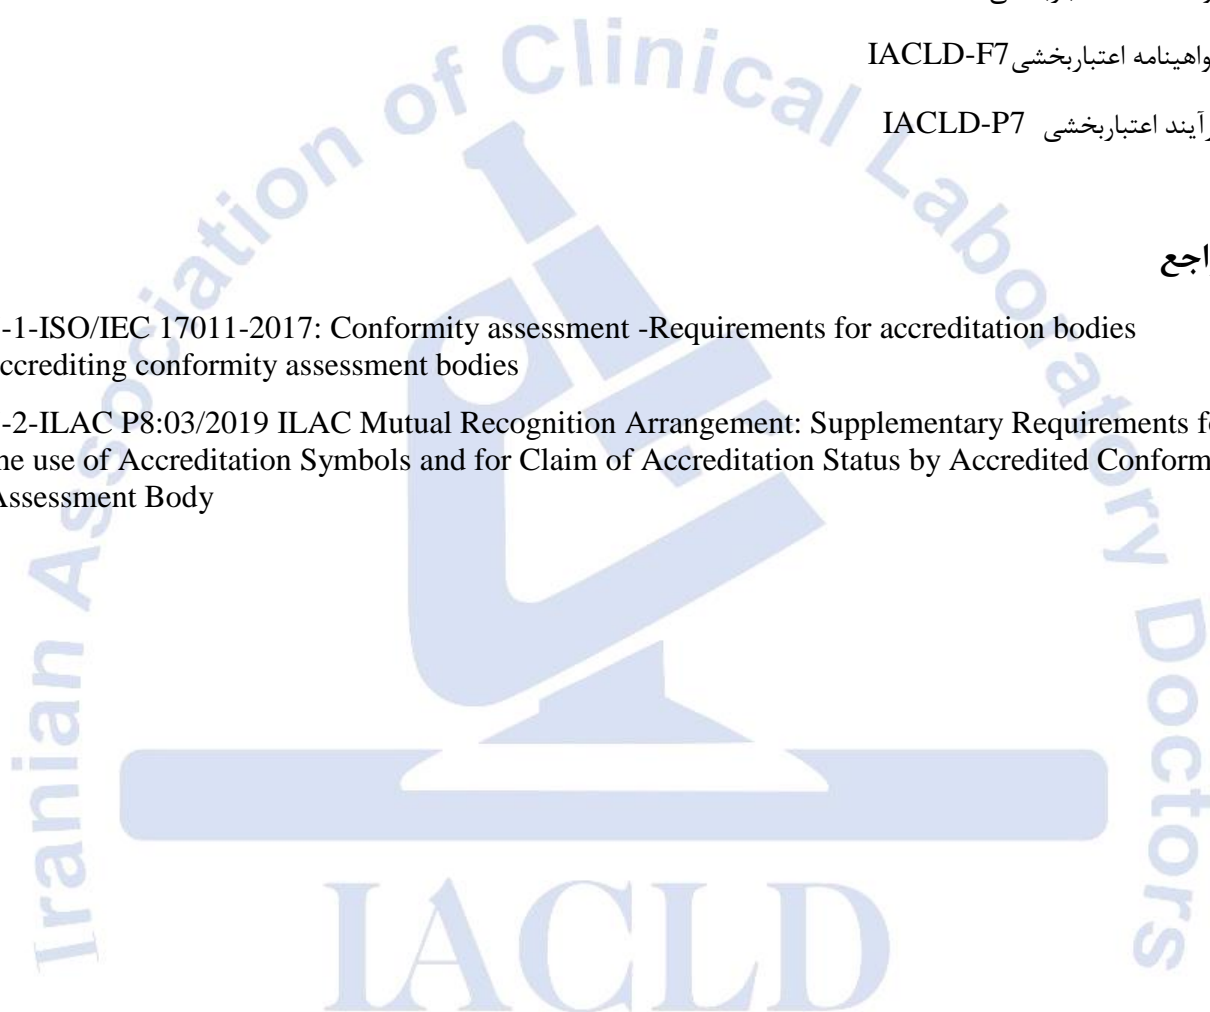 واهینامه اعتباربخشی IACLD-F7
رآیند اعتباربخشی IACLD-P7
اجع
-1-ISO/IEC 17011-2017: Conformity assessment -Requirements for accreditation bodies
ccrediting conformity assessment bodies
-2-ILAC P8:03/2019 ILAC Mutual Recognition Arrangement: Supplementary Requirements fo
he use of Accreditation Symbols and for Claim of Accreditation Status by Accredited Conform
Assessment Body
Iranian Association of Clinical Laboratory Doctors
IACLD